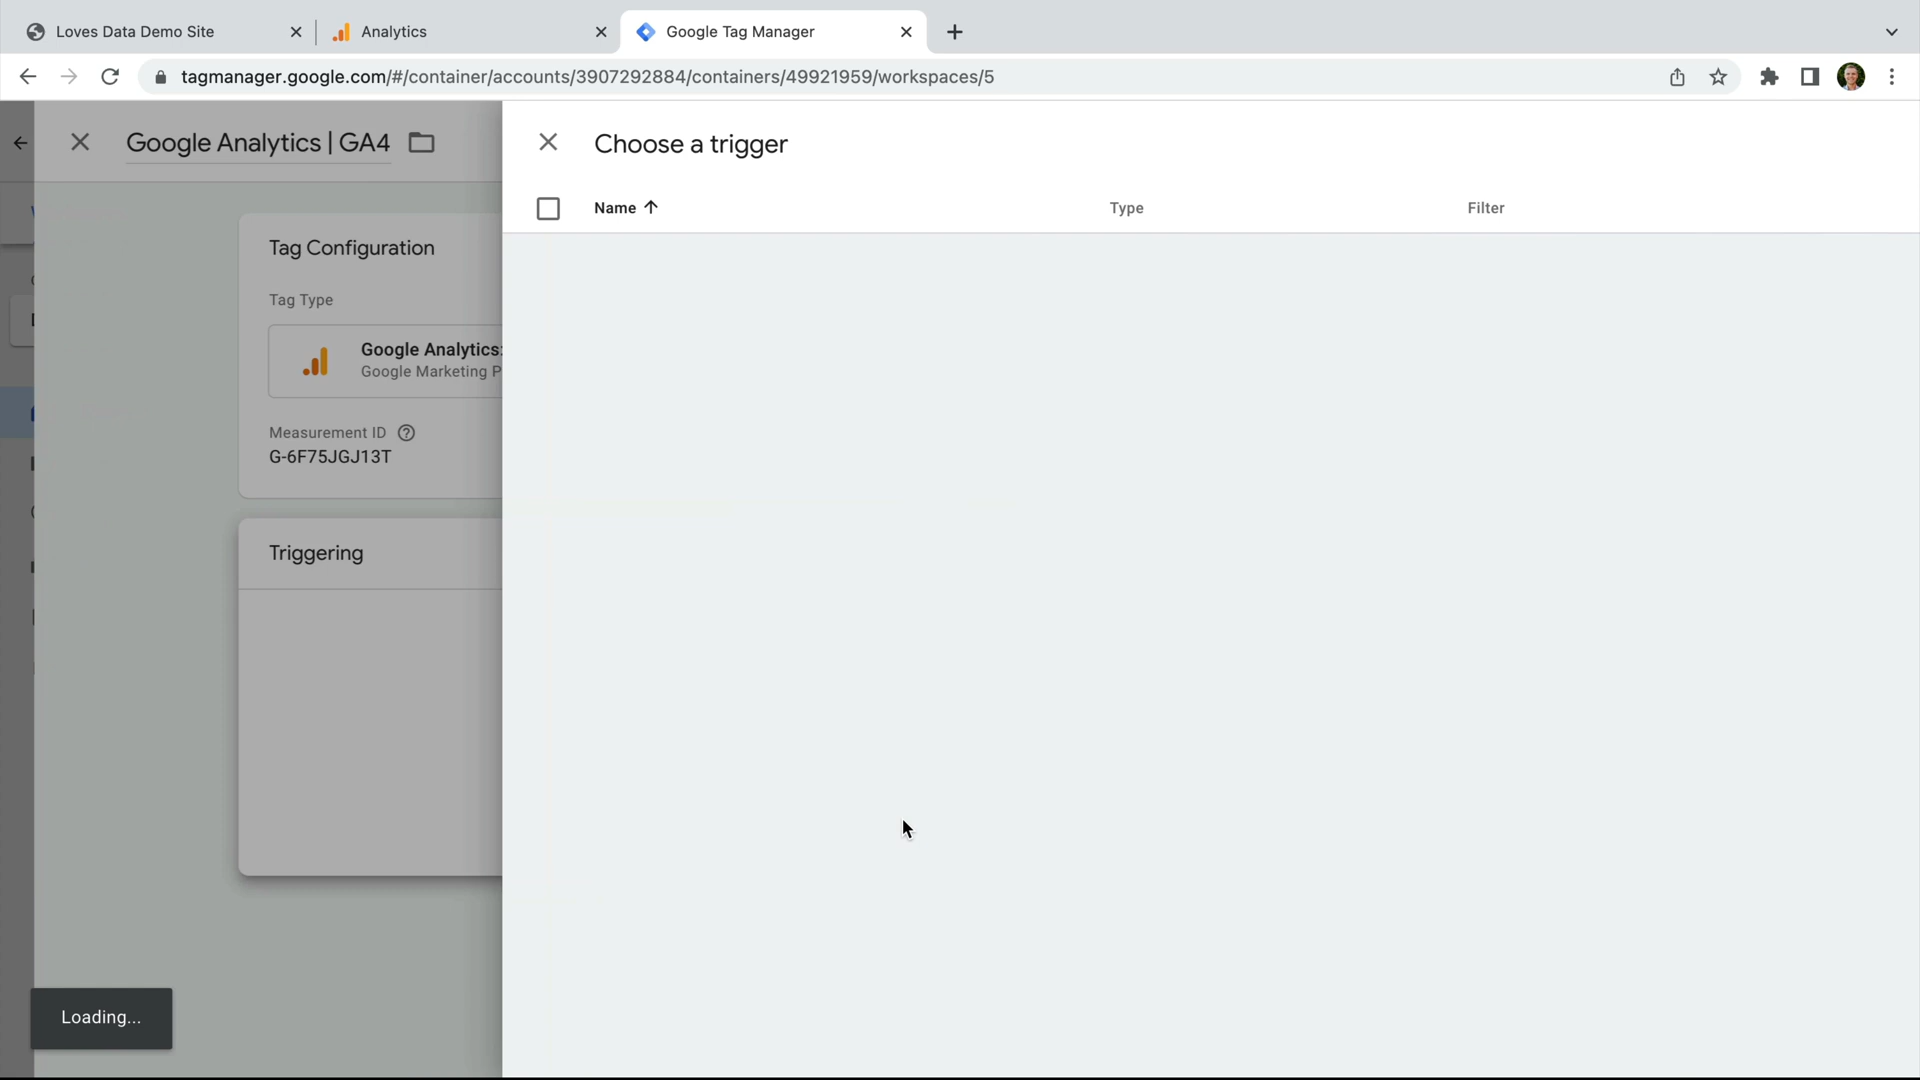 Loves Data Demo Site
Analytics
Google Tag Manager
tagmanager.google.com/#/container/accounts/3907292884/containers/49921959/workspaces/5
Google Analytics | GA4
Choose a trigger
Name
Type
Filter
Tag Configuration
Tag Type
Google Analytics:
Google Marketing P
Measurement ID
G-6F75JGJ13T
Triggering
Loading...